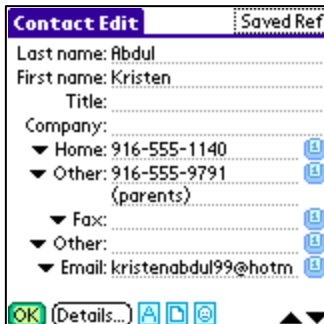 Contact Edit Saved Ref
Last name: Abdul
First name: Kristen
Title:
Company:
Home: 916-555-1140
Other: 916-555-9791
(parents)
Fax:
Other:
Email: kristenabdul99@hotm
OK Details... A